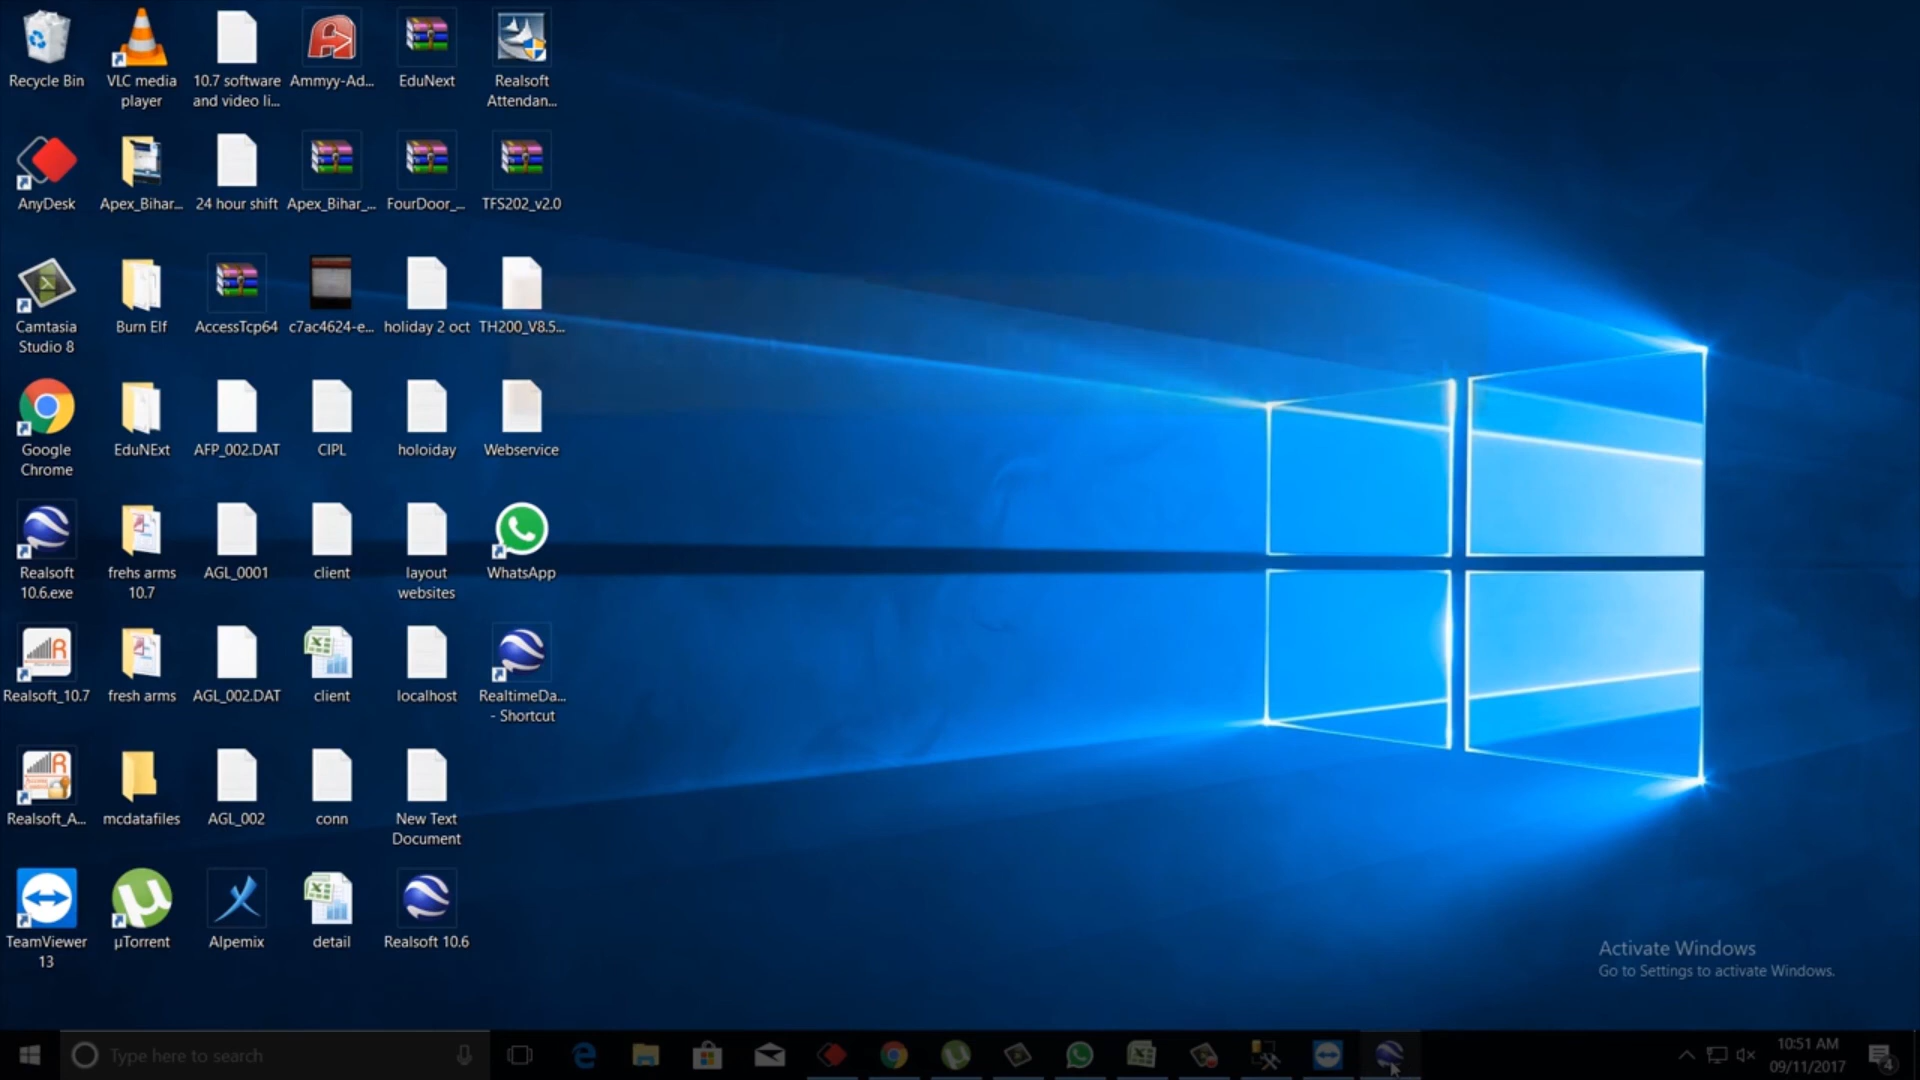 Recycle Bin
VLC media
player
10.7 software
and video li...
Ammyy-Ad...
EduNext
Realsoft
Attendan...
AnyDesk
Apex_Bihar...
24 hour shift
Apex_Bihar_...
FourDoor_...
TFS202_v2.0
Camtasia
Studio 8
Burn Elf
AccessTcp64
c7ac4624-e...
holiday 2 oct
TH200_V8.5...
Google
Chrome
EduNExt
AFP_002.DAT
CIPL
holoiday
Webservice
Realsoft
10.6.exe
frehs arms
10.7
AGL_0001
client
layout
websites
WhatsApp
Realsoft_10.7
fresh arms
AGL_002.DAT
client
localhost
RealtimeDa...
- Shortcut
Realsoft_A...
mcdatafiles
AGL_002
conn
New Text
Document
TeamViewer
13
µTorrent
Alpemix
detail
Realsoft 10.6
Activate Windows
Go to Settings to activate Windows.
Type here to search
10:51 AM
09/11/2017
4